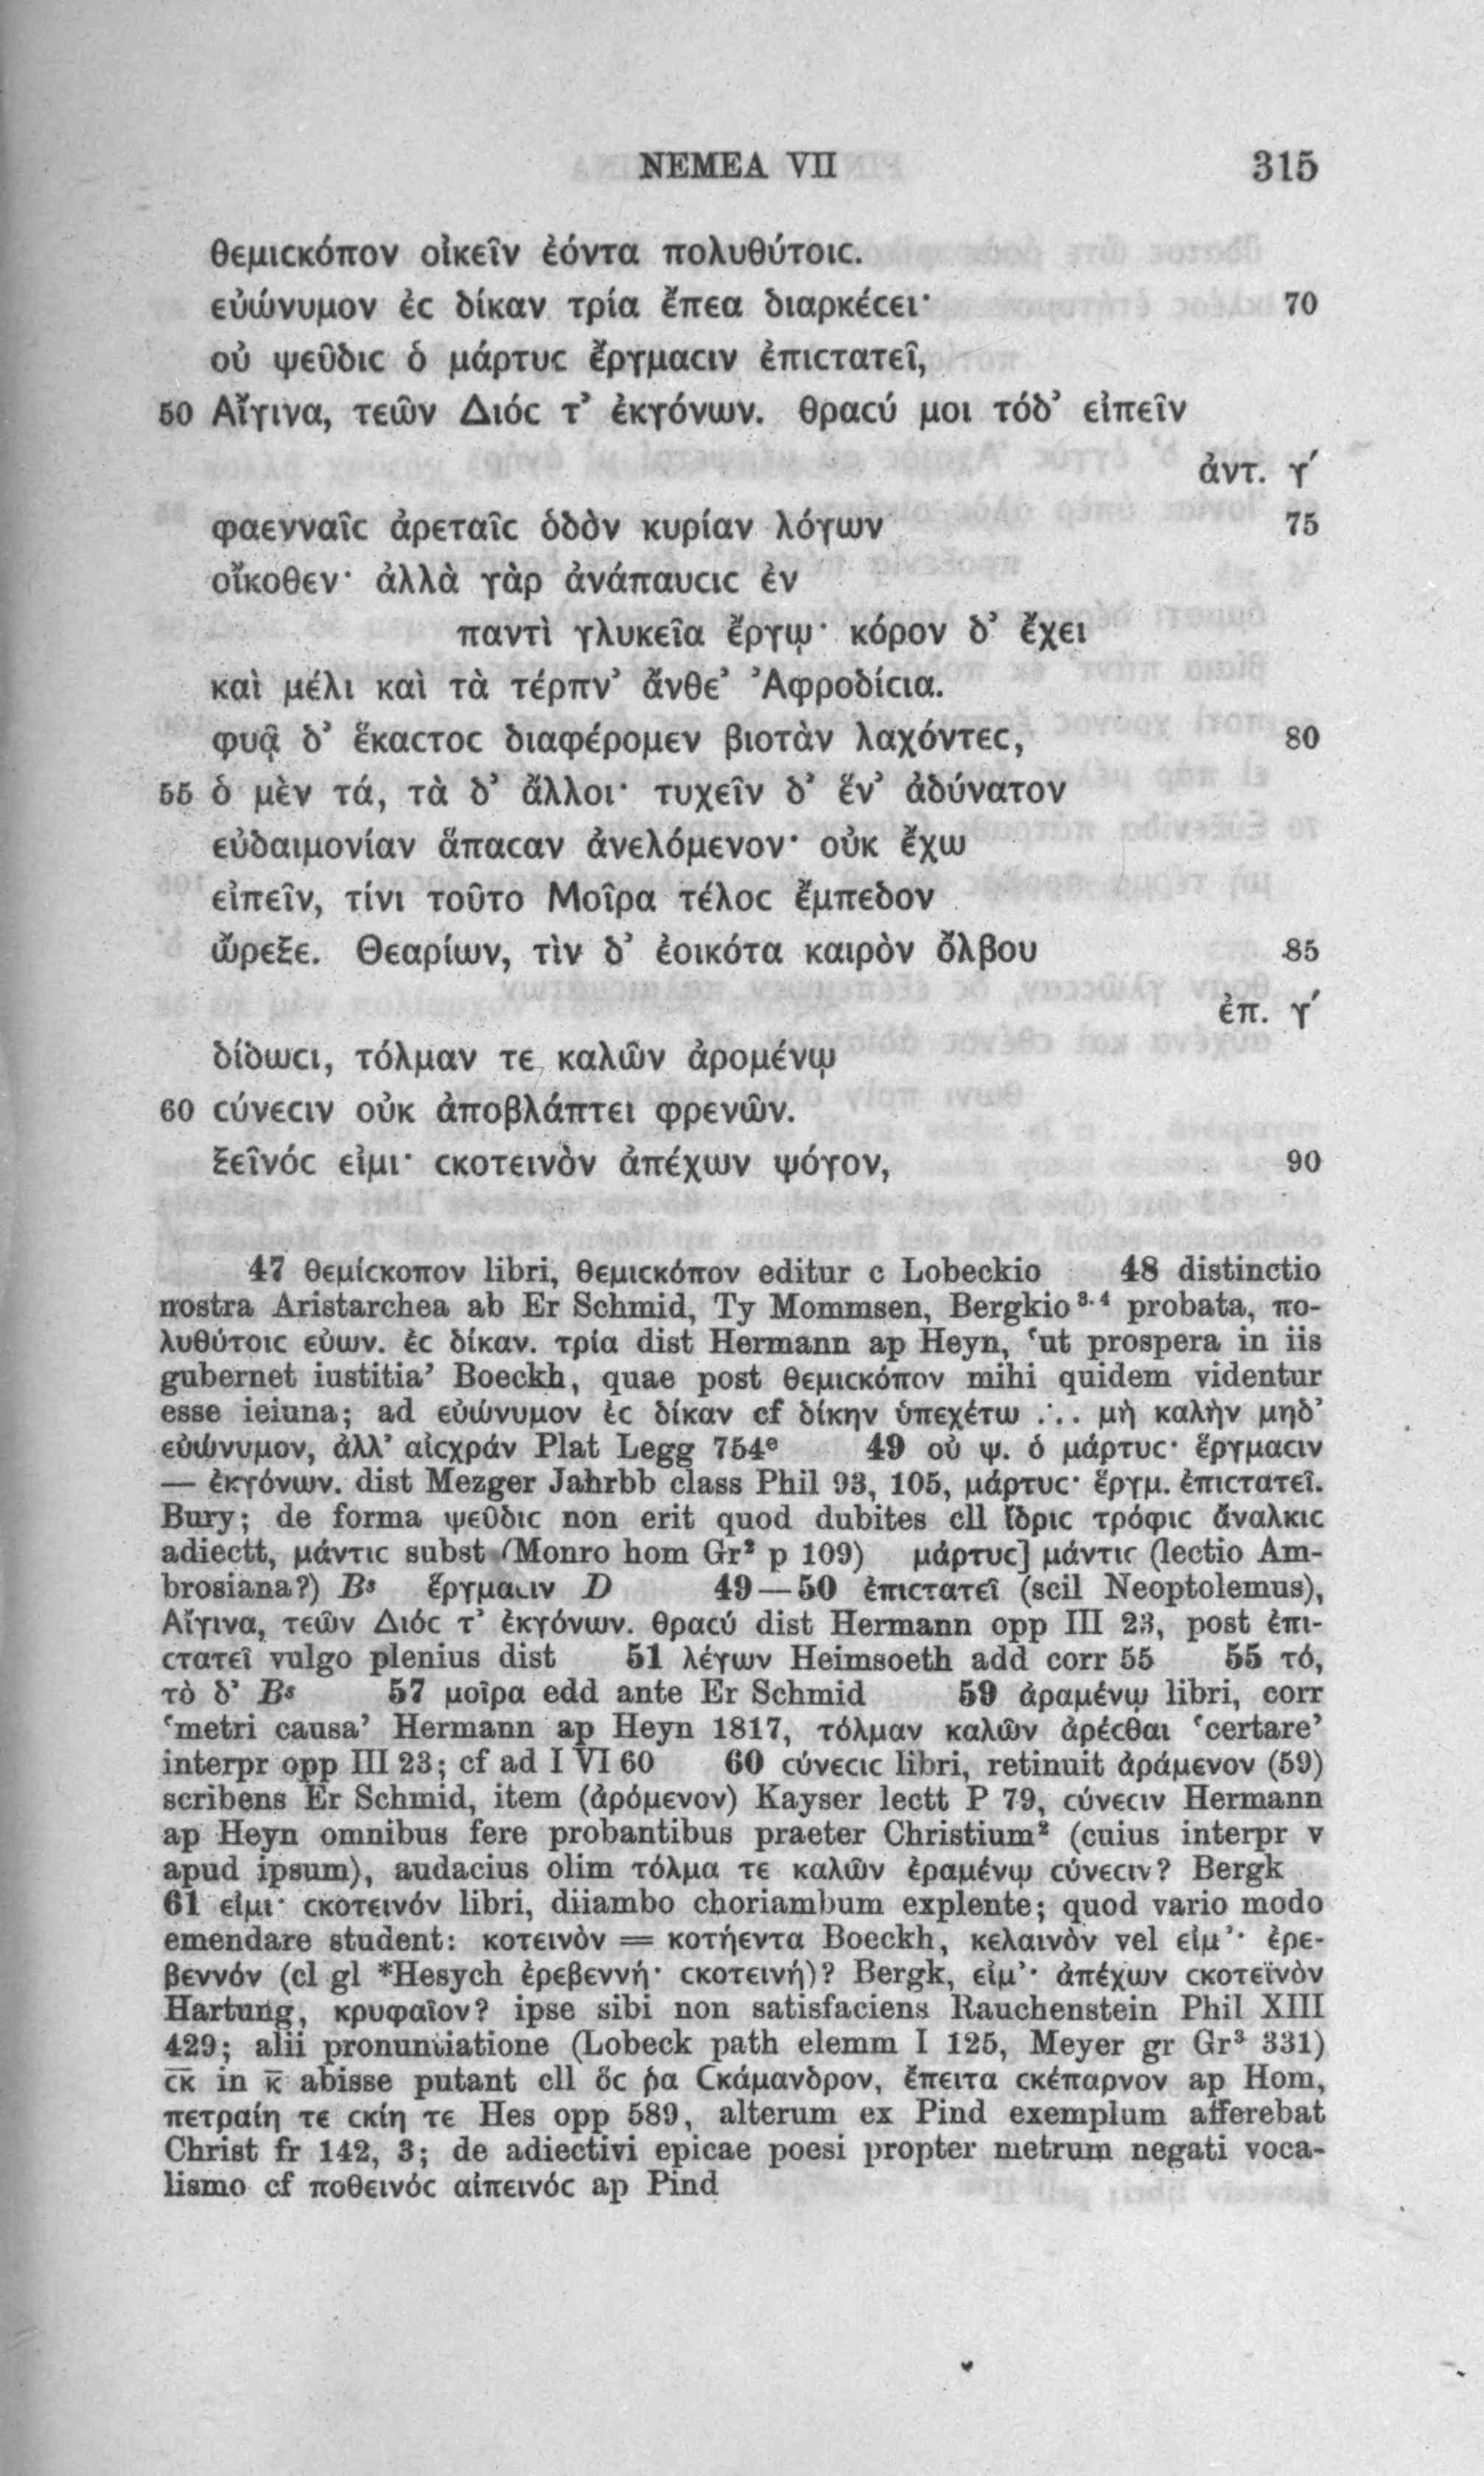 NEMEA VII 315
θεμιϲκόπον οἰκεῖν ἐόντα πολυθύτοιϲ.
εὐώνυμον ἐϲ δίκαν τρία ἔπεα διαρκέϲει· 70
οὐ ψεῦδιϲ ὁ μάρτυϲ ἔργμαϲιν ἐπιϲτατεῖ,
50 Αἴγινα, τεῶν Διόϲ τ’ ἐκγόνων. θραϲύ μοι τόδ’ εἰπεῖν
ἀντ. γ′
φαενναῖϲ ἀρεταῖϲ ὁδὸν κυρίαν λόγων 75
οἴκοθεν· ἀλλὰ γὰρ ἀνάπαυϲιϲ ἐν
παντὶ γλυκεῖα ἔργῳ· κόρον δ’ ἔχει
καὶ μέλι καὶ τὰ τέρπν’ ἄνθε’ Ἀφροδίϲια.
φυᾷ δ’ ἕκαϲτοϲ διαφέρομεν βιοτὰν λαχόντεϲ, 80
55 ὁ μὲν τά, τὰ δ’ ἄλλοι· τυχεῖν δ’ ἕν’ ἀδύνατον
εὐδαιμονίαν ἅπαϲαν ἀνελόμενον· οὐκ ἔχω
εἰπεῖν, τίνι τοῦτο Μοῖρα τέλοϲ ἔμπεδον
ὤρεξε. Θεαρίων, τὶν δ’ ἐοικότα καιρὸν ὄλβου 85
ἐπ. γ′
δίδωϲι, τόλμαν τε καλῶν ἀρομένῳ
60 ϲύνεϲιν οὐκ ἀποβλάπτει φρενῶν.
ξεῖνόϲ εἰμι· ϲκοτεινὸν ἀπέχων ψόγον, 90
47 θεμίϲκοπον libri, θεμιϲκόπον editur c Lobeckio 48 distinctio
nostra Aristarchea ab Er Schmid, Ty Mommsen, Bergkio³·⁴ probata, πο-
λυθύτοιϲ εὐων. ἐϲ δίκαν. τρία dist Hermann ap Heyn, ‘ut prospera in iis
gubernet iustitia’ Boeckh, quae post θεμιϲκόπον mihi quidem videntur
esse ieiuna; ad εὐώνυμον ἐϲ δίκαν cf δίκην ὑπεχέτω ... μὴ καλὴν μηδ’
εὐώνυμον, ἀλλ’ αἰϲχράν Plat Legg 754ᵉ 49 οὐ ψ. ὁ μάρτυϲ· ἔργμαϲιν
— ἐκγόνων. dist Mezger Jahrbb class Phil 93, 105, μάρτυϲ· ἔργμ. ἐπιϲτατεῖ.
Bury; de forma ψεῦδιϲ non erit quod dubites cll ἴδριϲ τρόφιϲ ἄναλκιϲ
adiectt, μάντιϲ subst (Monro hom Gr² p 109) μάρτυϲ] μάντιϲ (lectio Am-
brosiana?) Bˢ ἔργμαϲιν D 49—50 ἐπιϲτατεῖ (scil Neoptolemus),
Αἴγινα, τεῶν Διόϲ τ’ ἐκγόνων. θραϲύ dist Hermann opp III 23, post ἐπι-
ϲτατεῖ vulgo plenius dist 51 λέγων Heimsoeth add corr 55 55 τό,
τὸ δ’ Bˢ 57 μοῖρα edd ante Er Schmid 59 ἀραμένῳ libri, corr
‘metri causa’ Hermann ap Heyn 1817, τόλμαν καλῶν ἀρέϲθαι ‘certare’
interpr opp III 23; cf ad I VI 60 60 ϲύνεϲιϲ libri, retinuit ἀράμενον (59)
scribens Er Schmid, item (ἀρόμενον) Kayser lectt P 79, ϲύνεϲιν Hermann
ap Heyn omnibus fere probantibus praeter Christium² (cuius interpr v
apud ipsum), audacius olim τόλμα τε καλῶν ἐραμένῳ ϲύνεϲιν? Bergk
61 εἰμι· ϲκοτεινόν libri, diiambo choriambum explente; quod vario modo
emendare student: κοτεινὸν = κοτήεντα Boeckh, κελαινὸν vel εἰμ’· ἐρε-
βεννόν (cl gl *Hesych ἐρεβεννή· ϲκοτεινή)? Bergk, εἰμ’· ἀπέχων ϲκοτεϊνὸν
Hartung, κρυφαῖον? ipse sibi non satisfaciens Rauchenstein Phil XIII
429; alii pronuntiatione (Lobeck path elemm I 125, Meyer gr Gr³ 331)
ϲ̅κ̅ in κ̅ abisse putant cll ὅϲ ῥα Ϲκάμανδρον, ἔπειτα ϲκέπαρνον ap Hom,
πετραίη τε ϲκίη τε Hes opp 589, alterum ex Pind exemplum afferebat
Christ fr 142, 3; de adiectivi epicae poesi propter metrum negati voca-
lismo cf ποθεινόϲ αἰπεινόϲ ap Pind